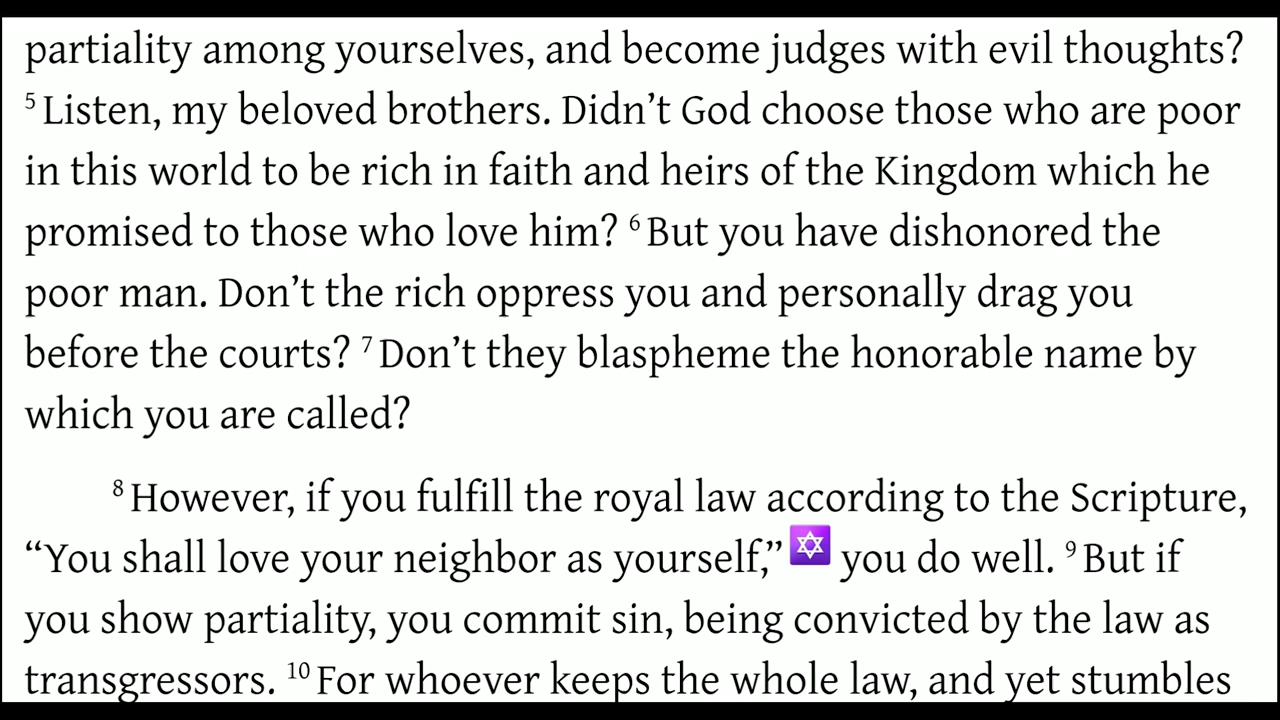 partiality among yourselves, and become judges with evil thoughts?
⁵ Listen, my beloved brothers. Didn’t God choose those who are poor
in this world to be rich in faith and heirs of the Kingdom which he
promised to those who love him? ⁶ But you have dishonored the
poor man. Don’t the rich oppress you and personally drag you
before the courts? ⁷ Don’t they blaspheme the honorable name by
which you are called?
⁸ However, if you fulfill the royal law according to the Scripture,
“You shall love your neighbor as yourself,”🔯 you do well. ⁹ But if
you show partiality, you commit sin, being convicted by the law as
transgressors. ¹⁰ For whoever keeps the whole law, and yet stumbles